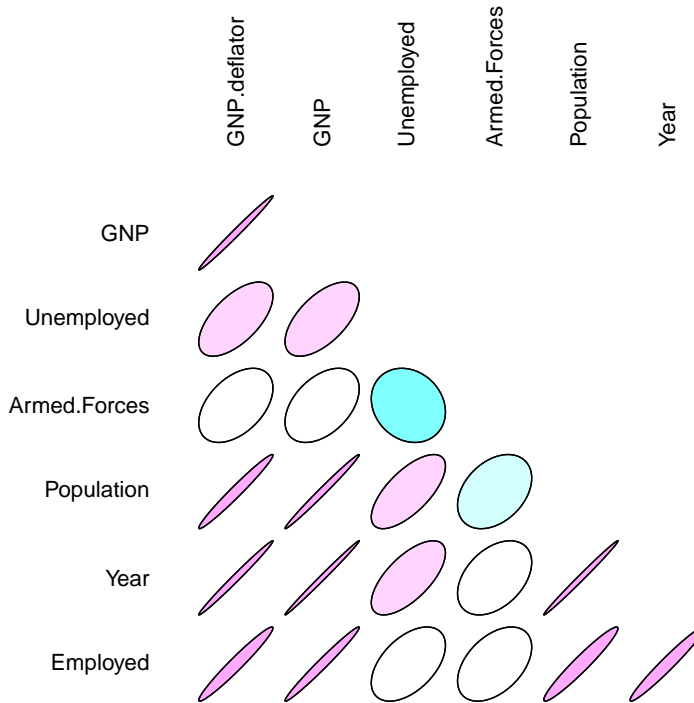 GNP.deflator
GNP
Unemployed
Armed.Forces
Population
Year
GNP
Unemployed
Armed.Forces
Population
Year
Employed